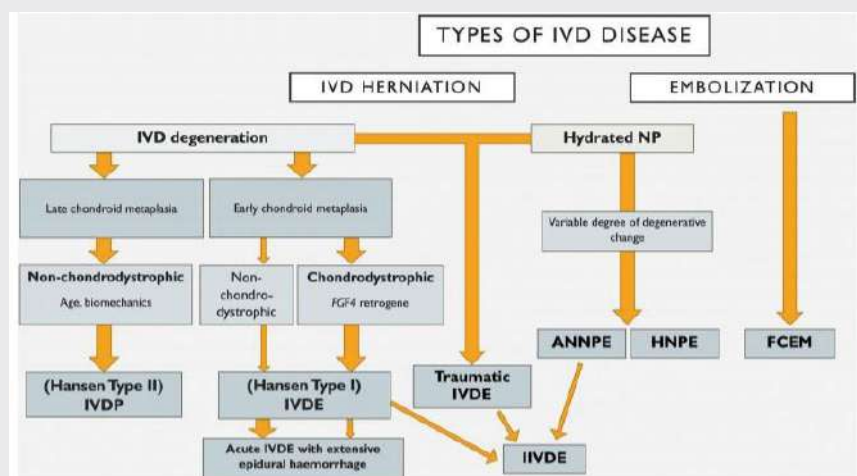 TYPES OF IVD DISEASE
IVD HERNIATION
EMBOLIZATION
IVD degeneration
Hydrated NP
Late chondroid metaplasia
Early chondroid metaplasia
Variable degree of degenerative
change
Non-chondrodystrophic
Age, biomechanics
Non-
chondro-
dystrophic
Chondrodystrophic
FGF4 retrogene
ANNPE
HNPE
FCEM
(Hansen Type II)
IVDP
(Hansen Type I)
IVDE
Traumatic
IVDE
Acute IVDE with extensive
epidural haemorrhage
IIVDE